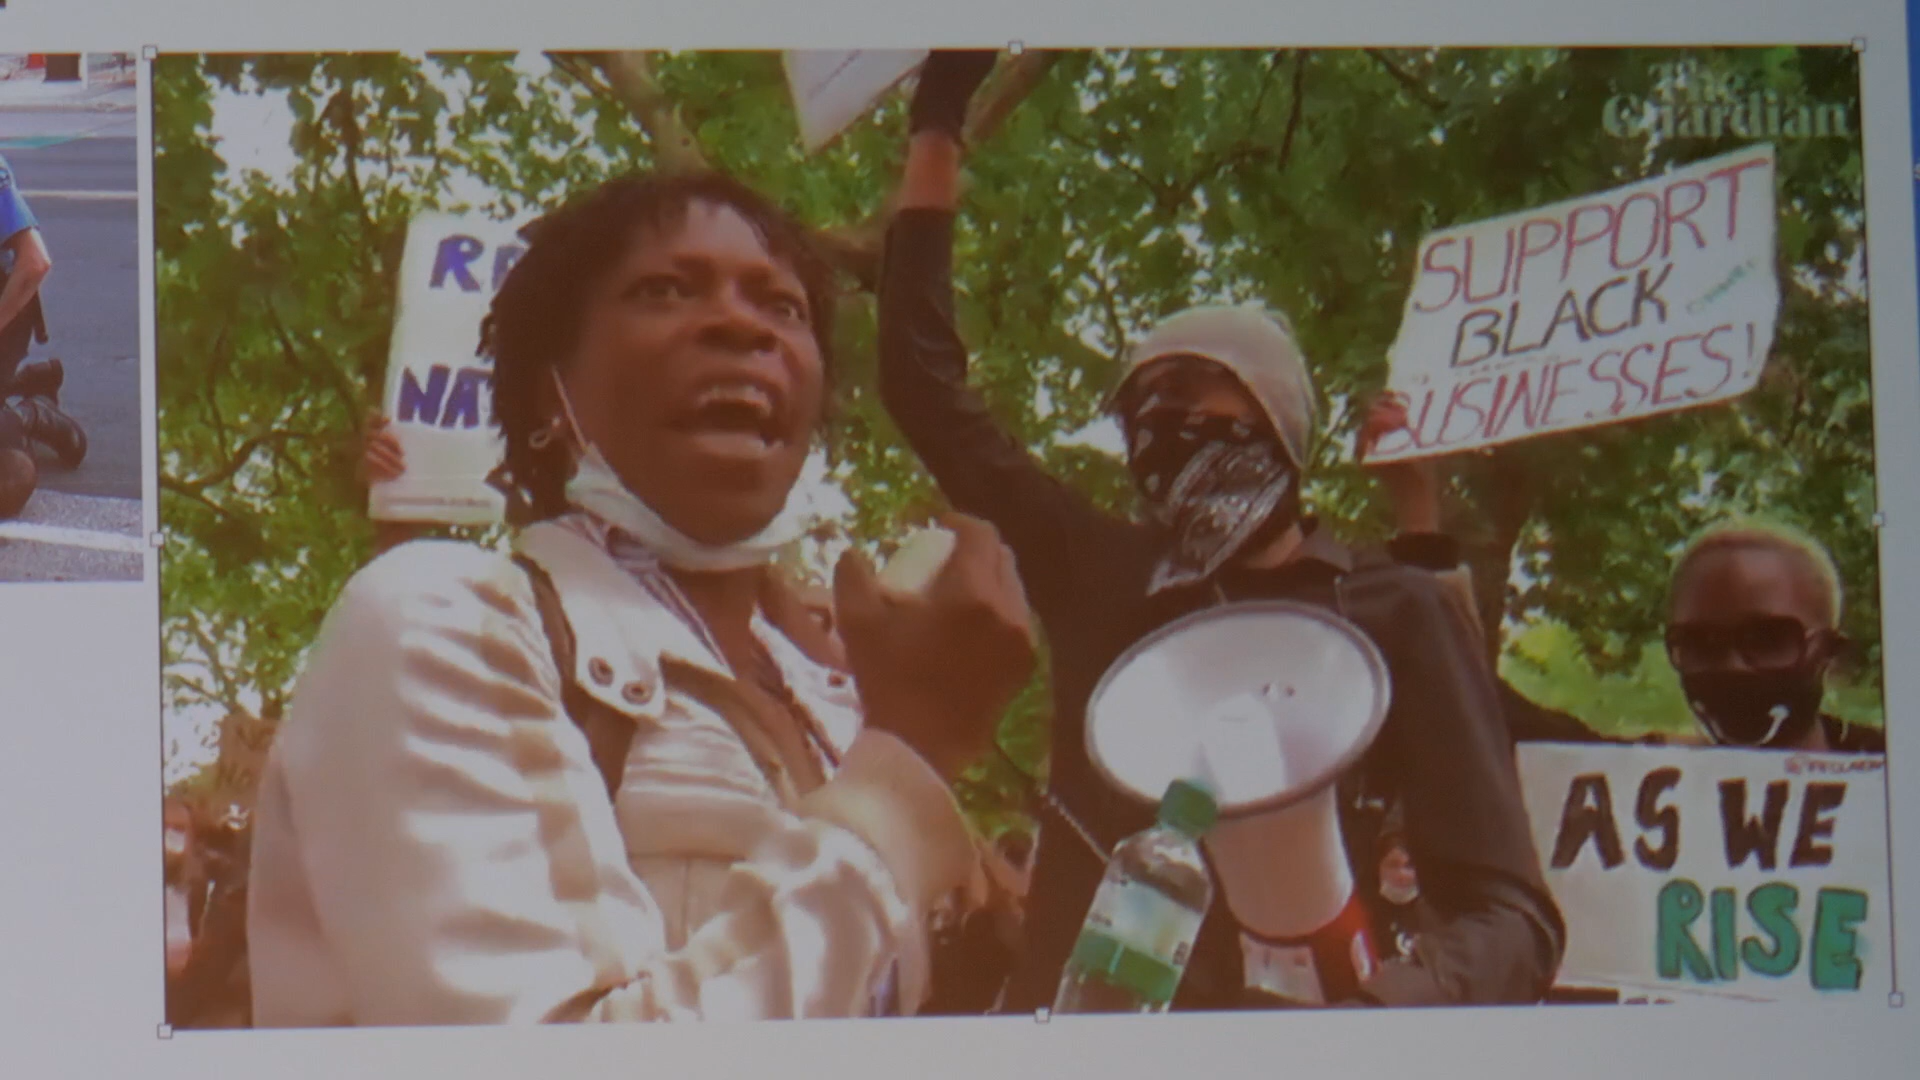 The
Guardian
SUPPORT
BLACK
BUSINESSES!
AS WE
RISE